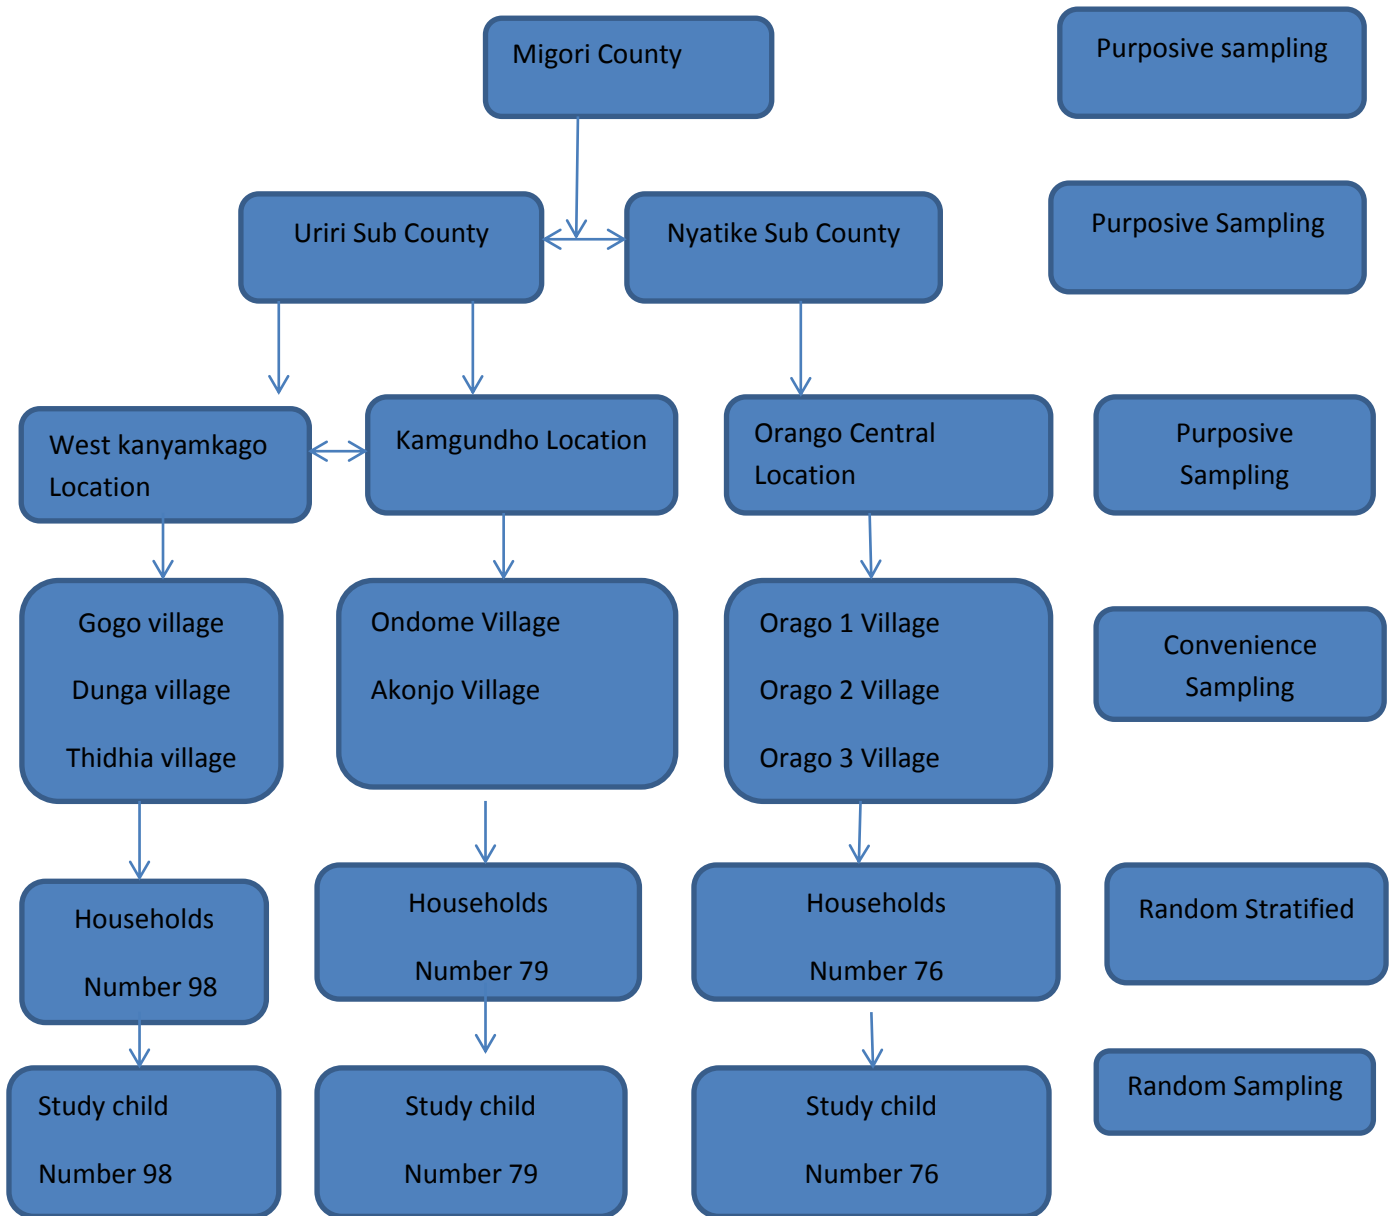 Migori County
Purposive sampling
Uriri Sub County
Nyatike Sub County
Purposive Sampling
West kanyamkago
Location
Kamgundho Location
Orango Central
Location
Purposive
Sampling
Gogo village
Dunga village
Thidhia village
Ondome Village
Akonjo Village
Orago 1 Village
Orago 2 Village
Orago 3 Village
Convenience
Sampling
Households
Number 98
Households
Number 79
Households
Number 76
Random Stratified
Study child
Number 98
Study child
Number 79
Study child
Number 76
Random Sampling